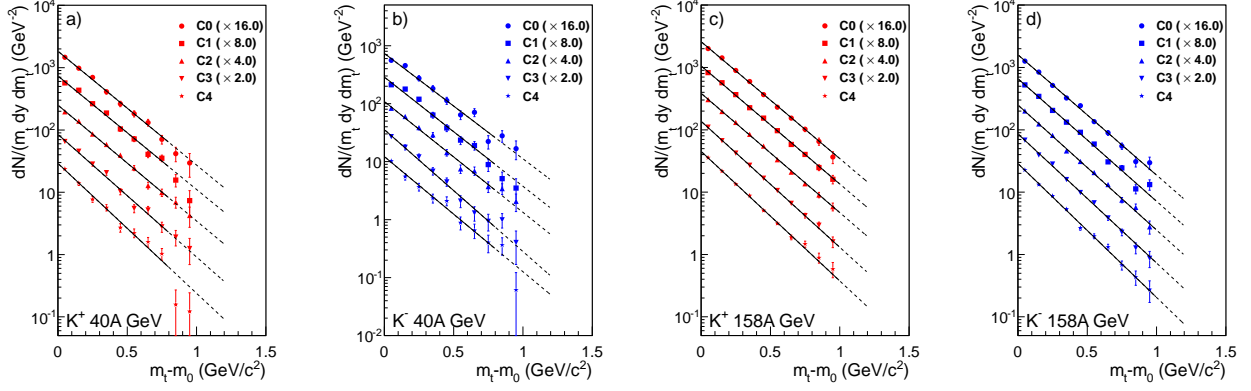 a)
dN/(m_t dy dm_t) (GeV^-2)
C0 (× 16.0)
C1 (× 8.0)
C2 (× 4.0)
C3 (× 2.0)
C4
10^4
10^3
10^2
10
1
10^-1
K^+ 40A GeV
0 0.5 1 1.5
m_t-m_0 (GeV/c^2)
b)
dN/(m_t dy dm_t) (GeV^-2)
C0 (× 16.0)
C1 (× 8.0)
C2 (× 4.0)
C3 (× 2.0)
C4
10^3
10^2
10
1
10^-1
10^-2
K^- 40A GeV
0 0.5 1 1.5
m_t-m_0 (GeV/c^2)
c)
dN/(m_t dy dm_t) (GeV^-2)
C0 (× 16.0)
C1 (× 8.0)
C2 (× 4.0)
C3 (× 2.0)
C4
10^4
10^3
10^2
10
1
10^-1
K^+ 158A GeV
0 0.5 1 1.5
m_t-m_0 (GeV/c^2)
d)
dN/(m_t dy dm_t) (GeV^-2)
C0 (× 16.0)
C1 (× 8.0)
C2 (× 4.0)
C3 (× 2.0)
C4
10^4
10^3
10^2
10
1
10^-1
K^- 158A GeV
0 0.5 1 1.5
m_t-m_0 (GeV/c^2)